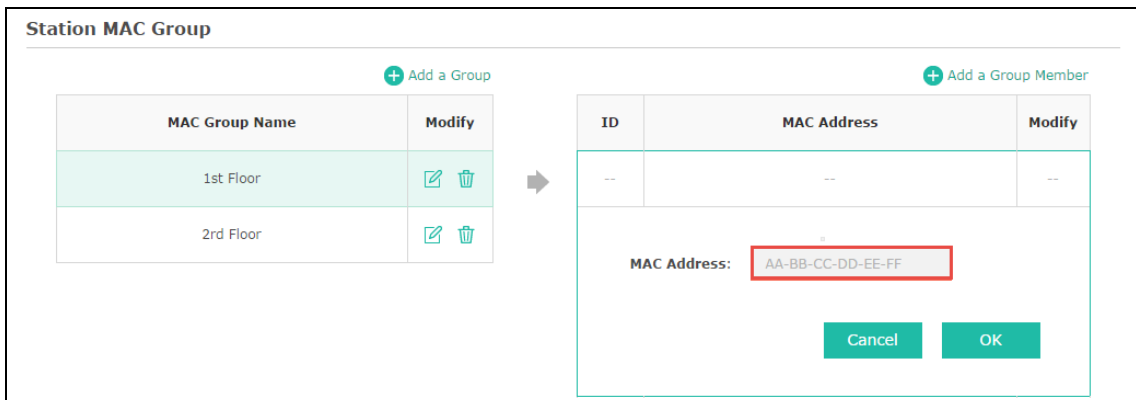 Station MAC Group
Add a Group
Add a Group Member
MAC Group Name Modify
ID MAC Address Modify
1st Floor
-- -- --
2rd Floor
MAC Address: AA-BB-CC-DD-EE-FF
Cancel OK